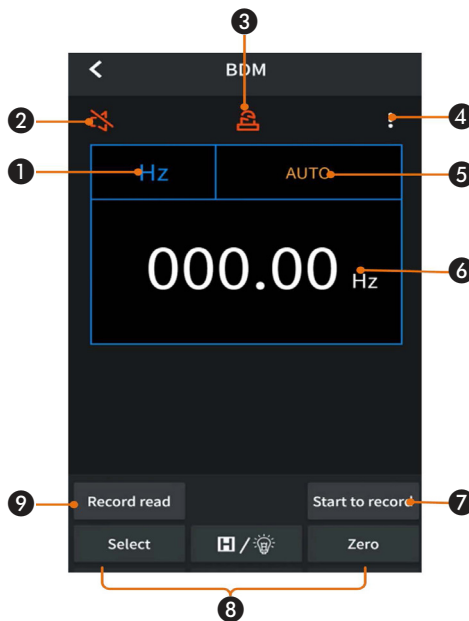 3
BDM
2
4
1
Hz
AUTO
5
000.00 Hz
6
9
Record read
Start to record
7
Select
H/
Zero
8